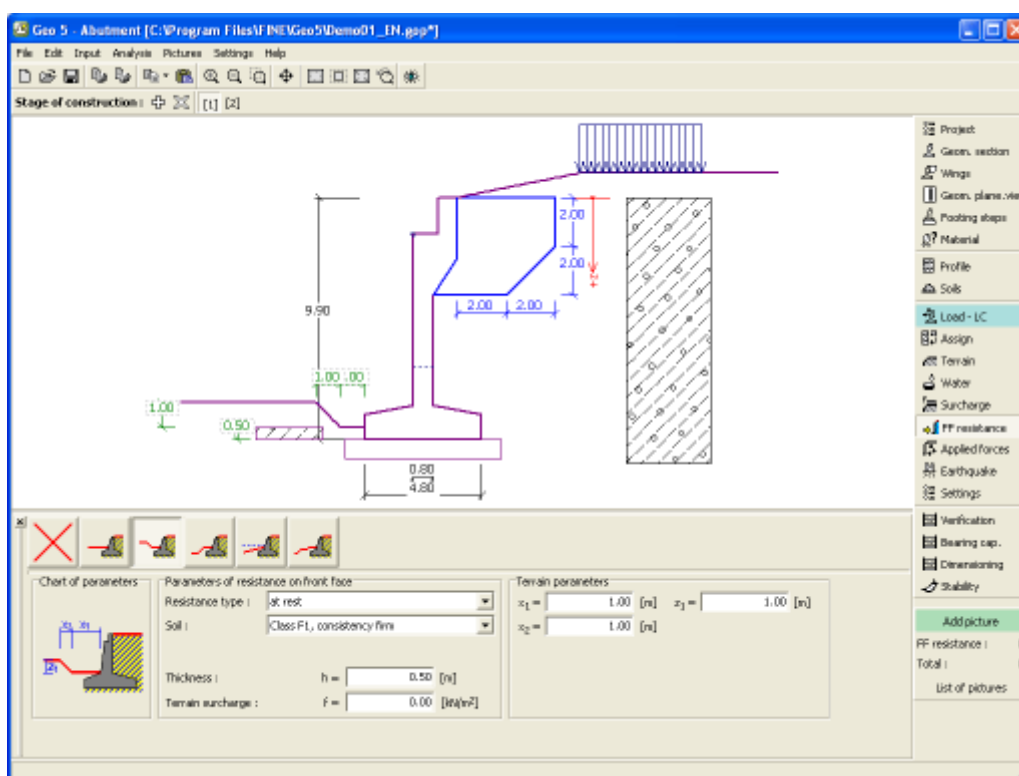 Geo 5 - Abutment [C:\Program Files\FINE\Geo5\Demo01_EN.gop*]
File Edit Input Analysis Pictures Settings Help
Stage of construction : [1] [2]
2.00
2.00
+z
2.00 2.00
9.90
1.00 .00
1.00
0.50
0.80
4.80
Project
Geom. section
Wings
Geom. plane.vie
Footing steps
Material
Profile
Soils
Load - LC
Assign
Terrain
Water
Surcharge
FF resistance
Applied forces
Earthquake
Settings
Verification
Bearing cap.
Dimensioning
Stability
Add picture
FF resistance :
Total :
List of pictures
Chart of parameters
Parameters of resistance on front face
Resistance type : at rest
Soil : Class F1, consistency firm
Thickness : h = 0.50 [m]
Terrain surcharge : f = 0.00 [kN/m²]
Terrain parameters
x₁ = 1.00 [m] z₁ = 1.00 [m]
x₂ = 1.00 [m]